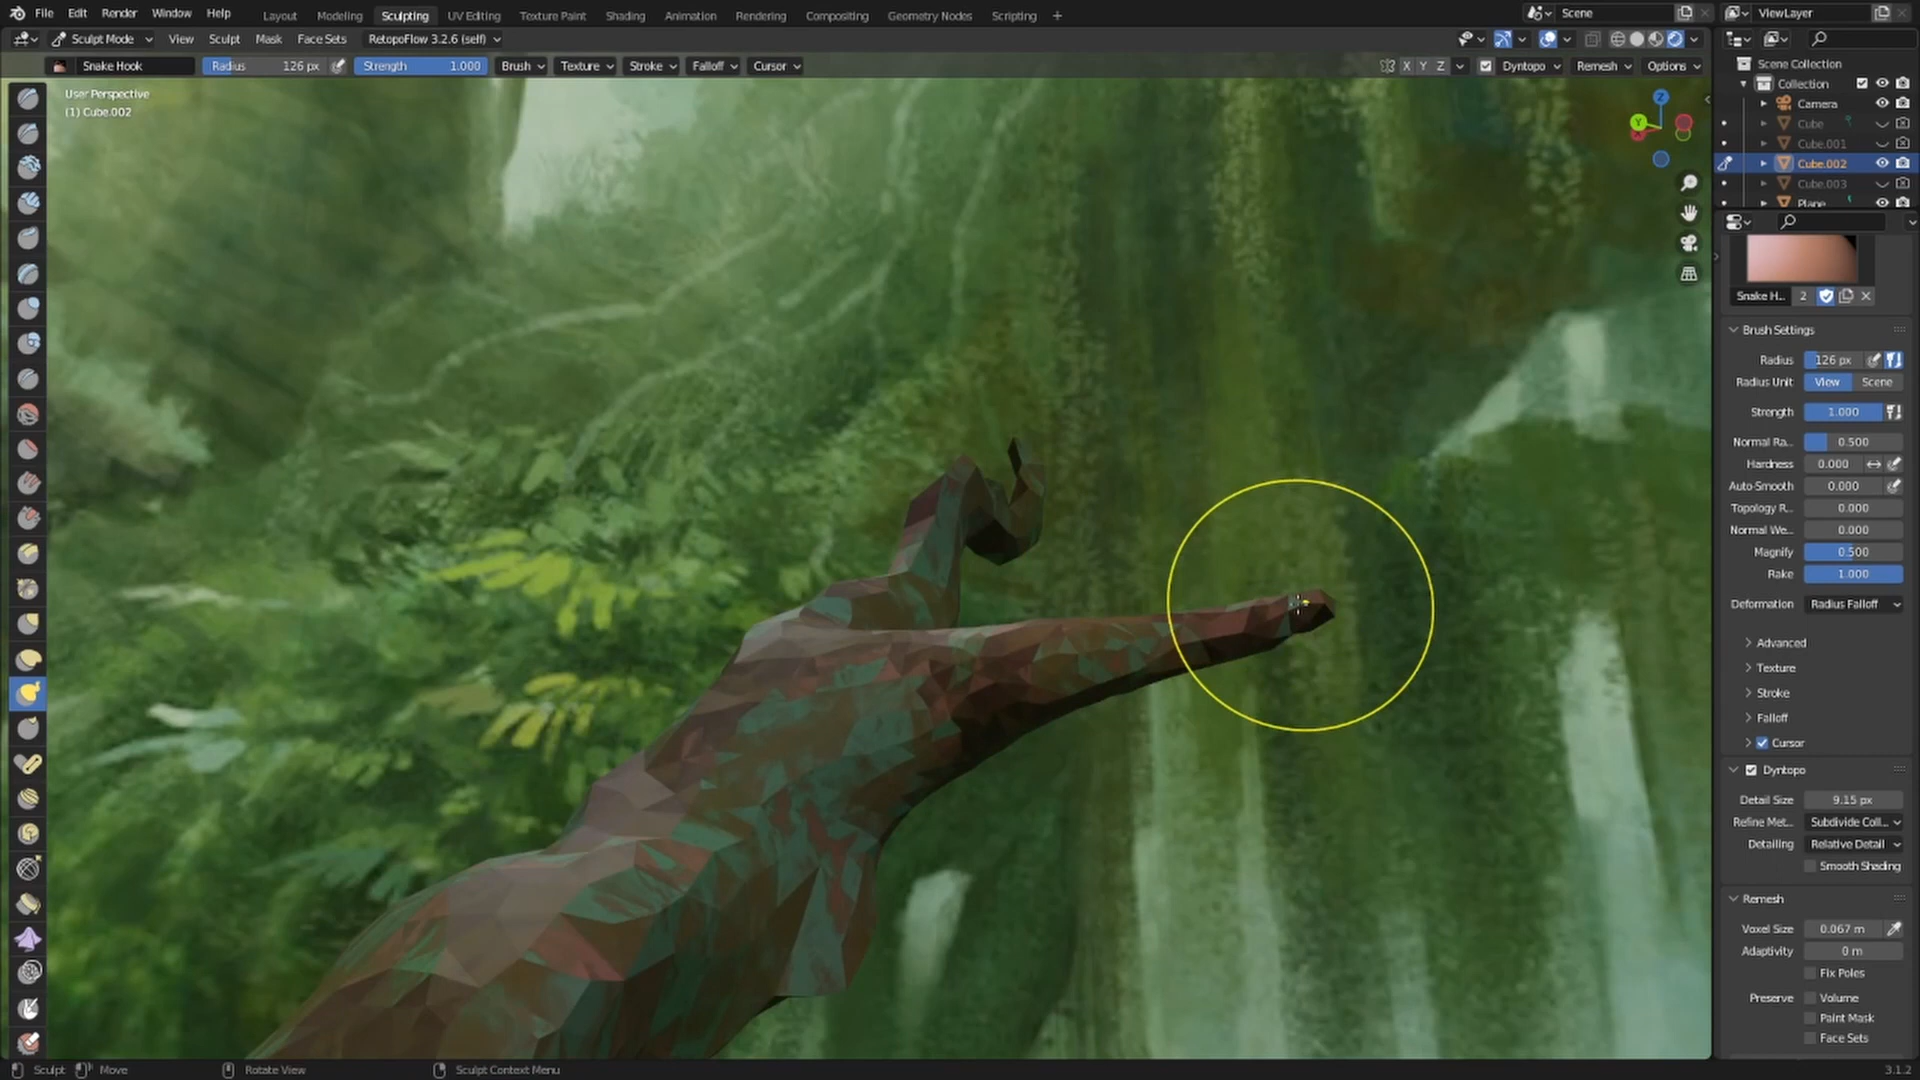 File Edit Render Window Help Layout Modeling Sculpting UV Editing Texture Paint Shading Animation Rendering Compositing Geometry Nodes Scripting + Scene ViewLayer
Sculpt Mode View Sculpt Mask Face Sets RetopoFlow 3.2.6 (self)
Snake Hook Radius 126 px Strength 1.000 Brush Texture Stroke Falloff Cursor X Y Z Dyntopo Remesh Options
User Perspective
(1) Cube.002
Z
Y
X
Scene Collection
Collection
Camera
Cube
Cube.001
Cube.002
Cube.003
Plane
Snake H... 2
Brush Settings
Radius 126 px
Radius Unit View Scene
Strength 1.000
Normal Ra... 0.500
Hardness 0.000
Auto-Smooth 0.000
Topology R... 0.000
Normal We... 0.000
Magnify 0.500
Rake 1.000
Deformation Radius Falloff
Advanced
Texture
Stroke
Falloff
Cursor
Dyntopo
Detail Size 9.15 px
Refine Met... Subdivide Coll...
Detailing Relative Detail
Smooth Shading
Remesh
Voxel Size 0.067 m
Adaptivity 0 m
Fix Poles
Preserve Volume
Paint Mask
Face Sets
Sculpt Move Rotate View Sculpt Context Menu 3.1.2